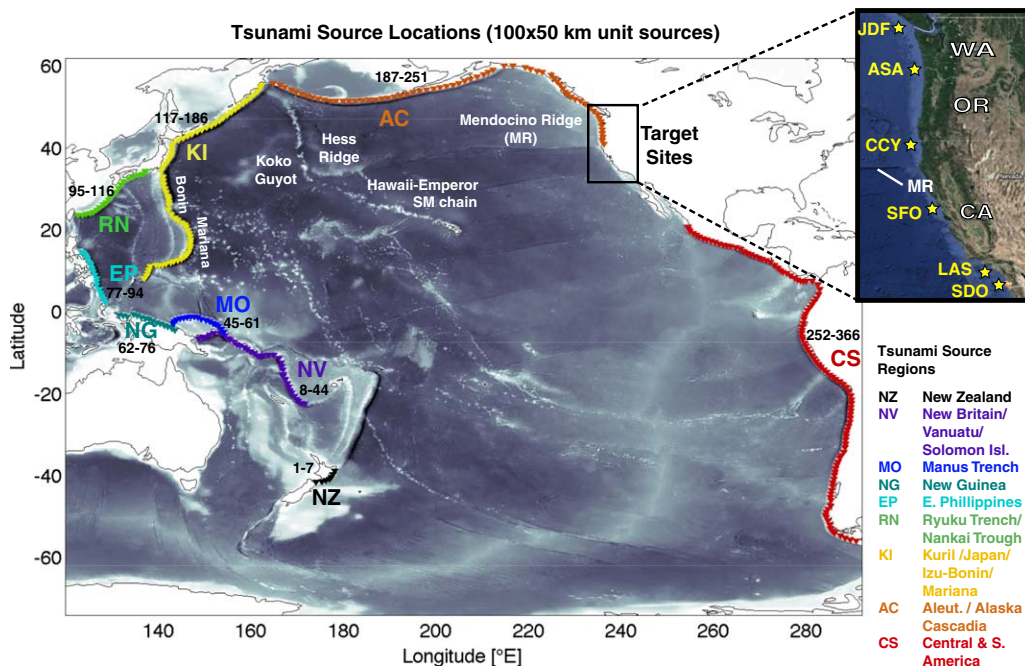 Tsunami Source Locations (100x50 km unit sources)
60
40
20
0
-20
-40
-60
Latitude
140
160
180
200
220
240
260
280
Longitude [°E]
187-251
AC
117-186
KI
Hess
Ridge
Koko
Guyot
Mendocino Ridge
(MR)
Target
Sites
Hawaii-Emperor
SM chain
95-116
RN
Bonin
Mariana
EP
77-94
MO
45-61
NG
62-76
NV
8-44
252-366
CS
1-7
NZ
JDF
WA
ASA
OR
CCY
Nevada
MR
SFO
CA
LAS
SDO
Tsunami Source
Regions
NZ New Zealand
NV New Britain/
Vanuatu/
Solomon Isl.
MO Manus Trench
NG New Guinea
EP E. Phillippines
RN Ryuku Trench/
Nankai Trough
KI Kuril /Japan/
Izu-Bonin/
Mariana
AC Aleut. / Alaska
Cascadia
CS Central & S.
America